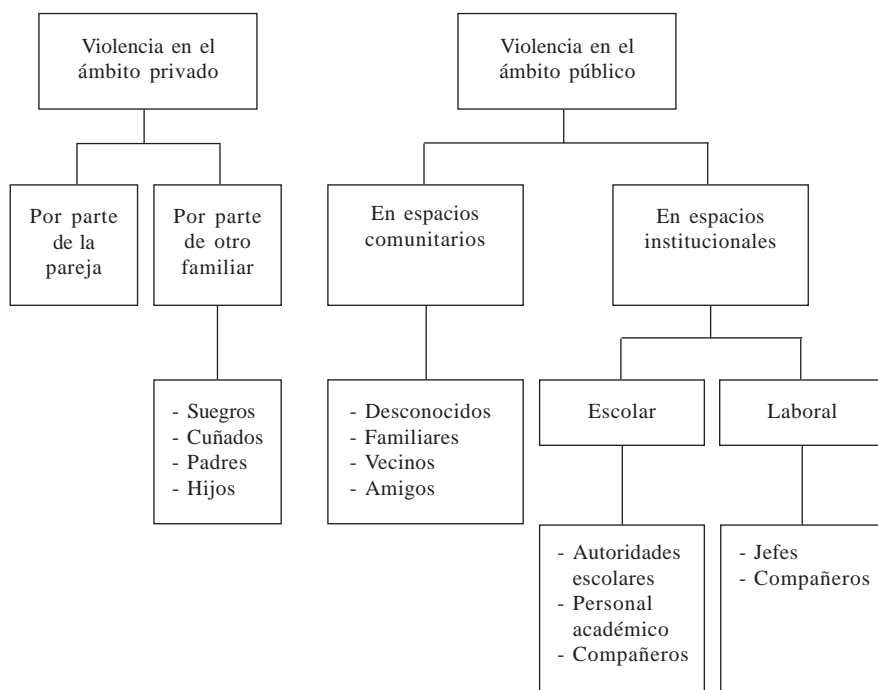 Violencia en el
ámbito privado
Violencia en el
ámbito público
Por parte
de la
pareja
Por parte
de otro
familiar
En espacios
comunitarios
En espacios
institucionales
- Suegros
- Cuñados
- Padres
- Hijos
- Desconocidos
- Familiares
- Vecinos
- Amigos
Escolar
Laboral
- Autoridades
escolares
- Personal
académico
- Compañeros
- Jefes
- Compañeros